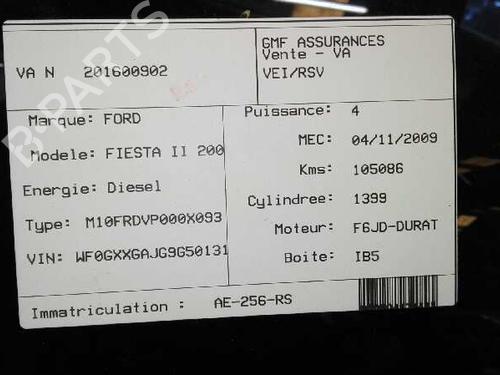 VA N 201600902
GMF ASSURANCES
Vente - VA
VEI/RSV
Marque: FORD
Modele: FIESTA II 200
Energie: Diesel
Type: M10FRDVP000X093
VIN: WF0GXXGAJG9G50131
Puissance: 4
MEC: 04/11/2009
Kms: 105086
Cylindree: 1399
Moteur: F6JD-DURAT
Boite: IB5
Immatriculation : AE-256-RS
B-PARTS